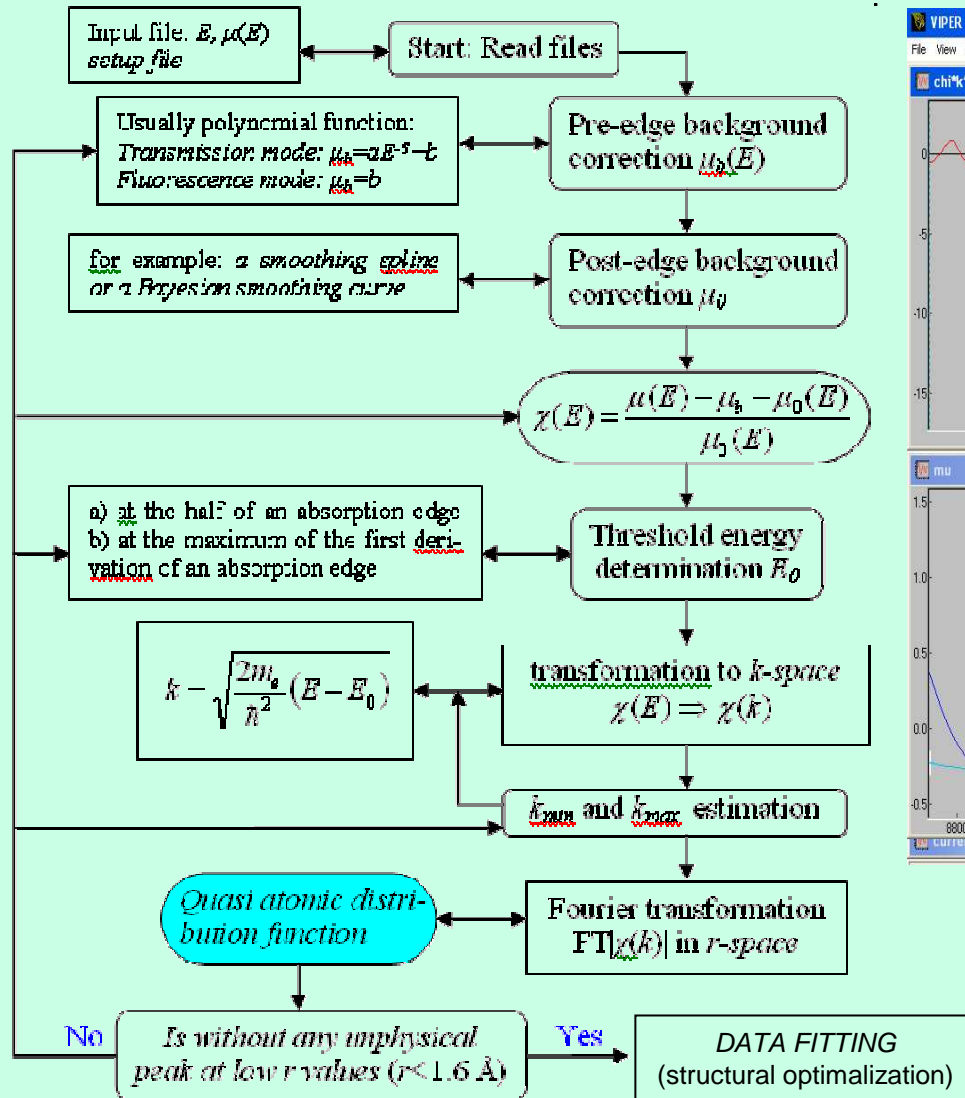 Input file: E, μ(E)
setup file
Start: Read files
Usually polynomial function:
Transmission mode: μb=aE⁻³−b
Fluorescence mode: μb=b
Pre-edge background
correction μb(E)
for example: a smoothing spline
or a Bayesion smoothing curve
Post-edge background
correction μ0
χ(E) = (μ(E) − μb − μ0(E)) / μ0(E)
a) at the half of an absorption edge
b) at the maximum of the first deri-
vation of an absorption edge
Threshold energy
determination E0
k = √(2me/ħ² (E − E0))
transformation to k-space
χ(E) ⇒ χ(k)
kmin and kmax estimation
Quasi atomic distri-
bution function
Fourier transformation
FT|χ(k)| in r-space
No
Is without any unphysical
peak at low r values (r<1.6 Å)
Yes
DATA FITTING
(structural optimalization)
VIPER
File View
chi*k
0
-5
-10
-15
mu
1.5
1.0
0.5
0.0
-0.5
8800